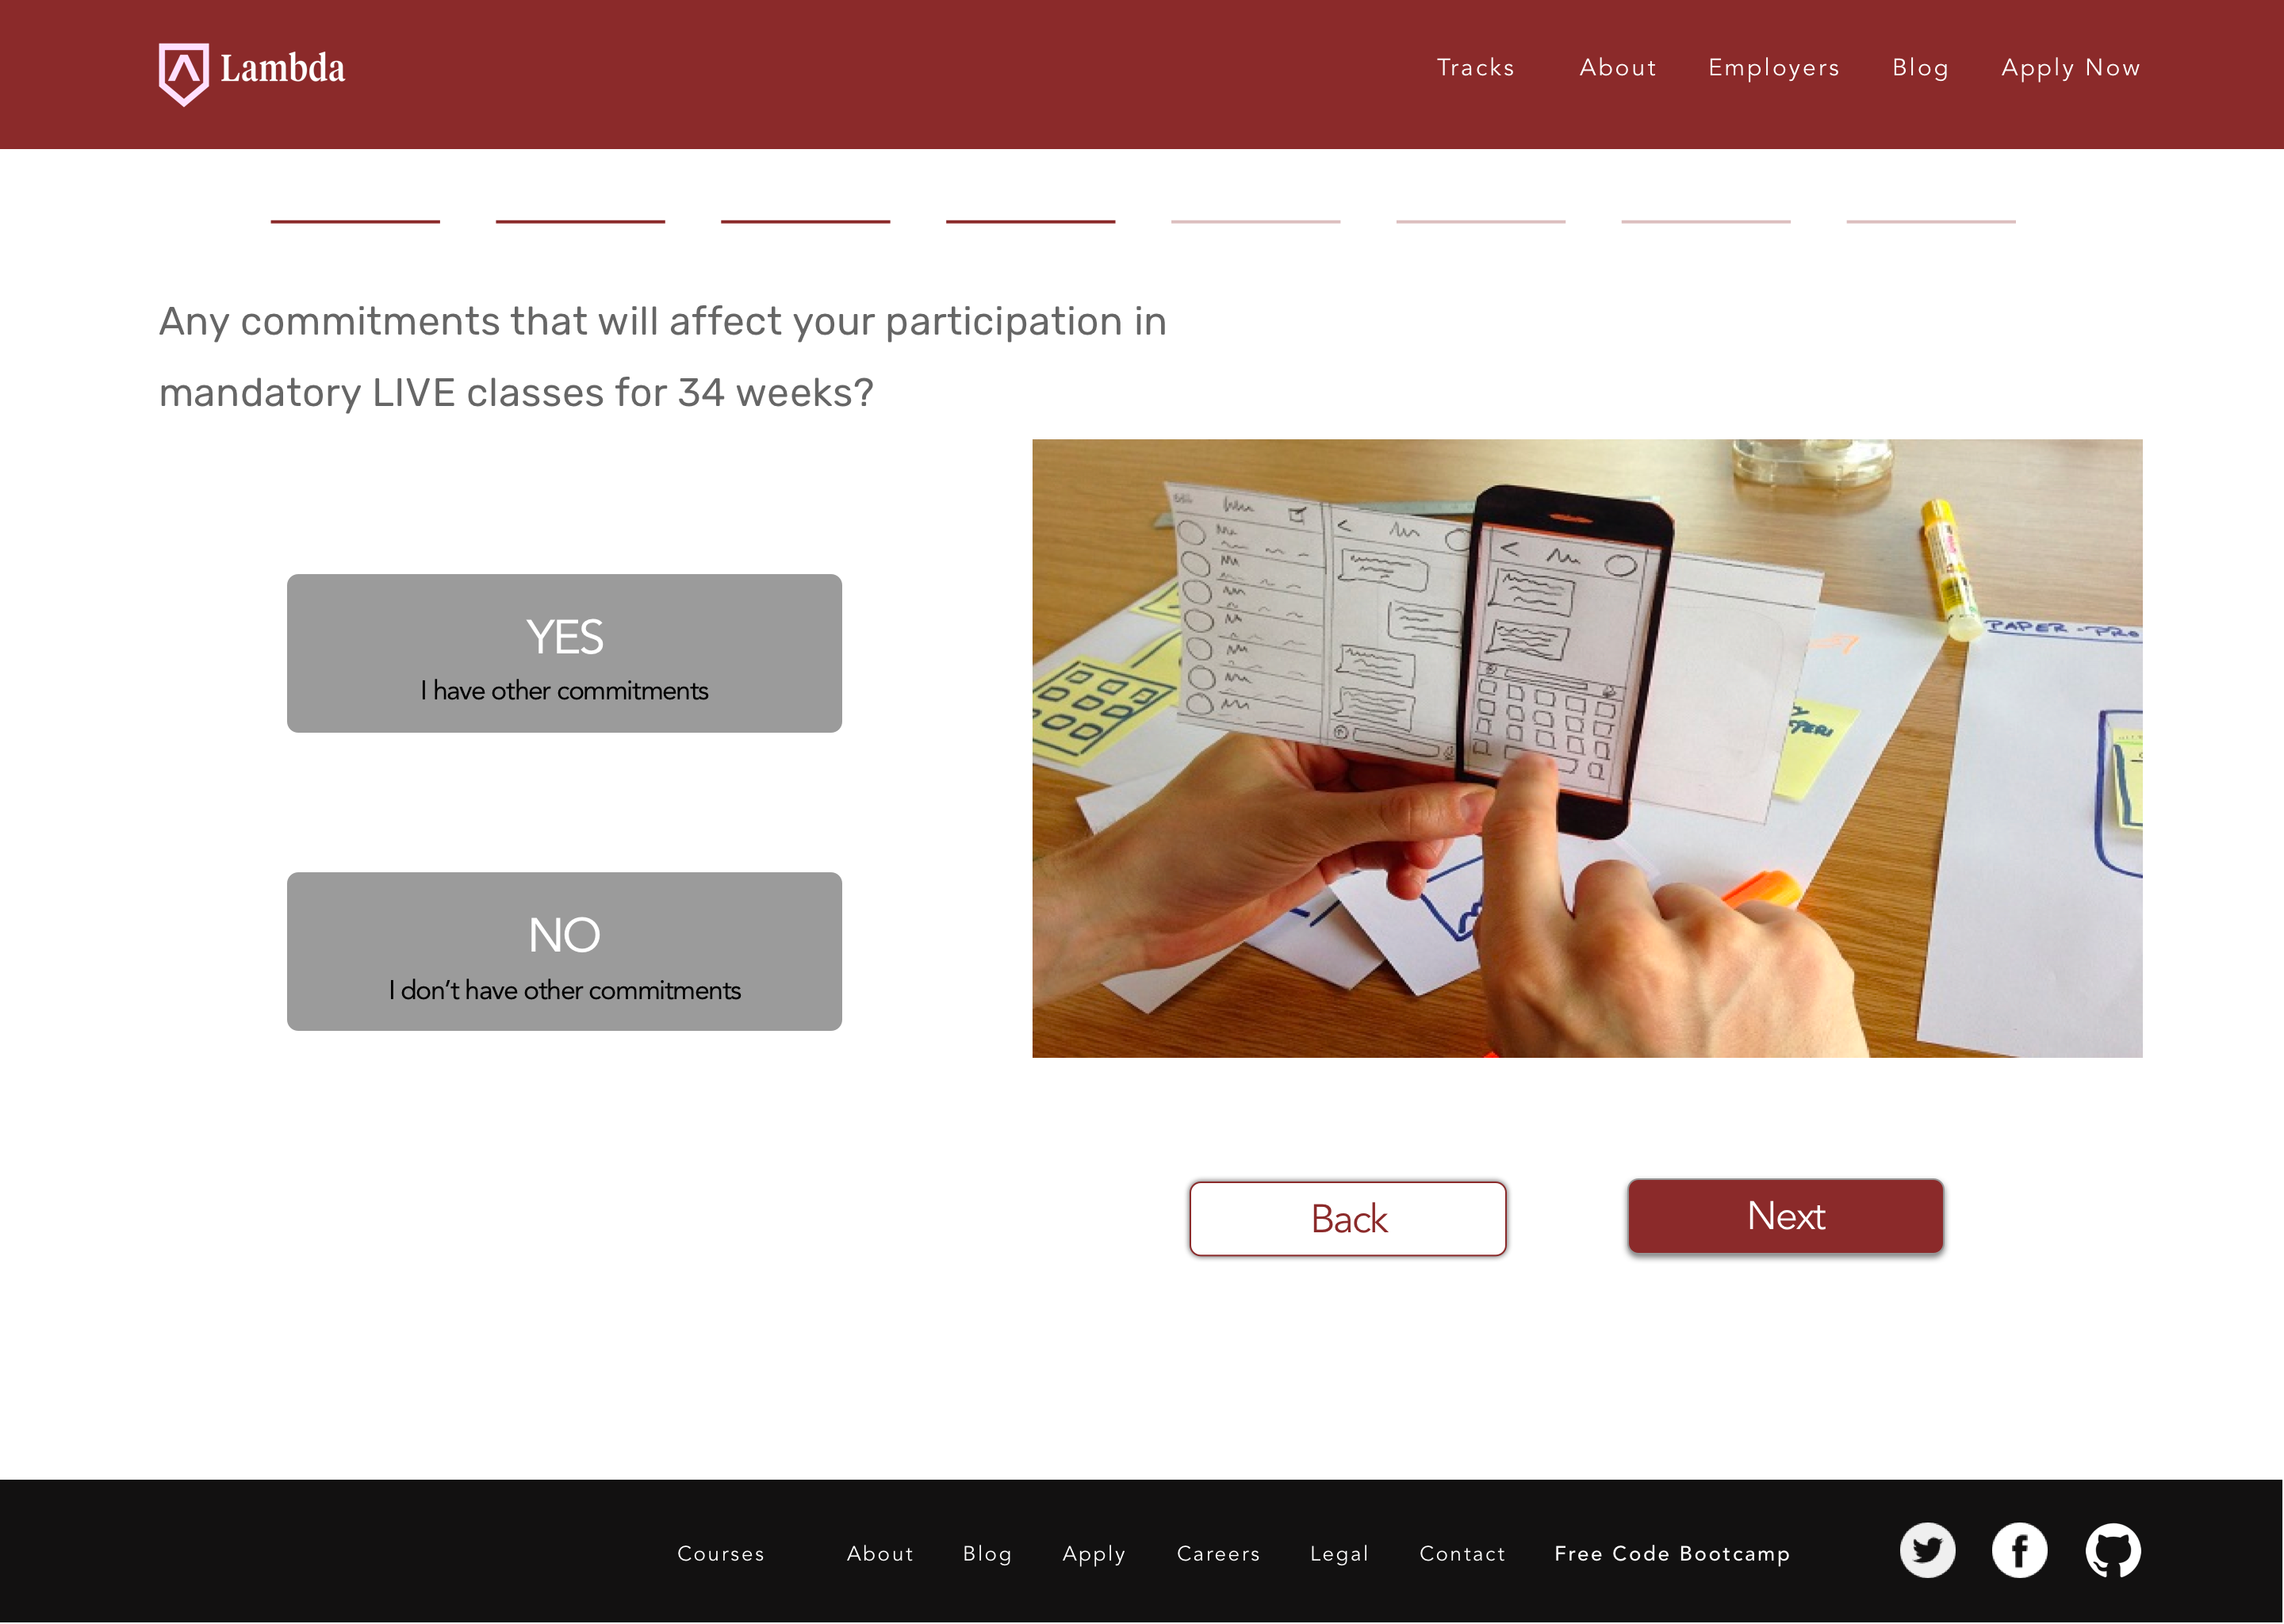 Lambda
Tracks About Employers Blog Apply Now
Any commitments that will affect your participation in
mandatory LIVE classes for 34 weeks?
YES
I have other commitments
NO
I don’t have other commitments
PAPER-PRO
Back
Next
Courses About Blog Apply Careers Legal Contact Free Code Bootcamp